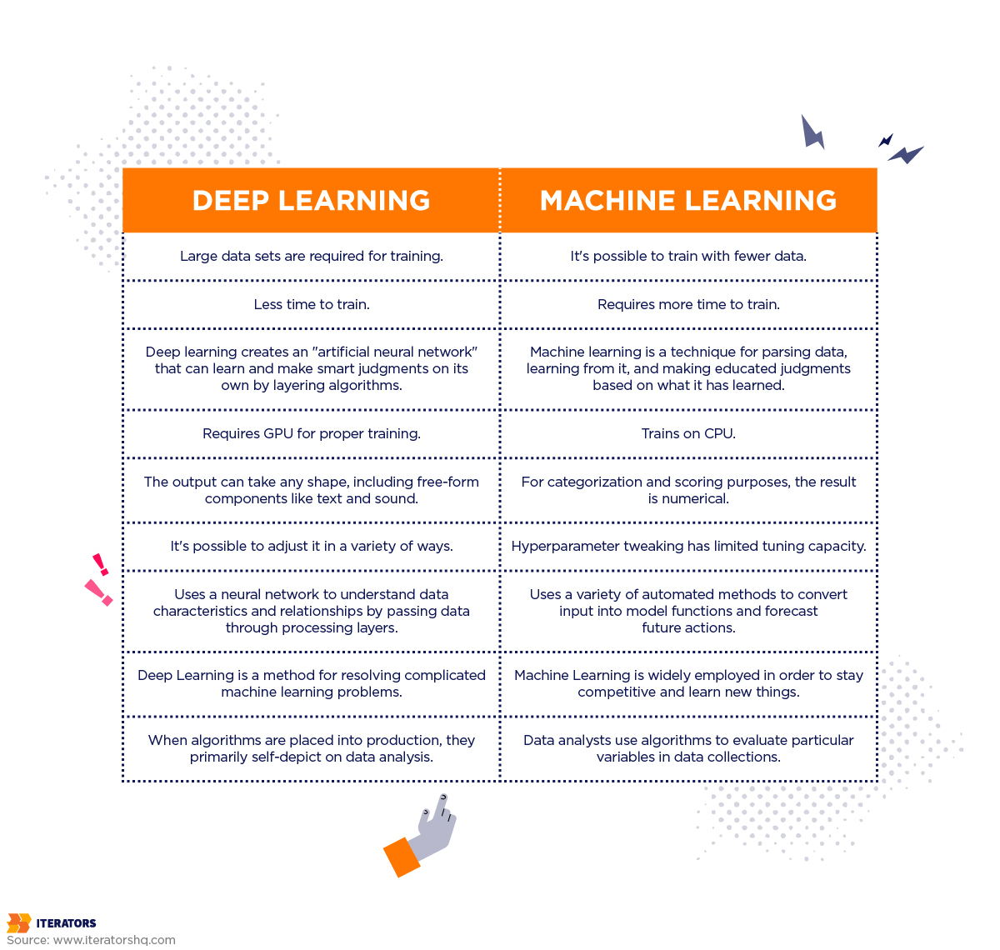 DEEP LEARNING
MACHINE LEARNING
Large data sets are required for training.
It's possible to train with fewer data.
Less time to train.
Requires more time to train.
Deep learning creates an "artificial neural network"
that can learn and make smart judgments on its
own by layering algorithms.
Machine learning is a technique for parsing data,
learning from it, and making educated judgments
based on what it has learned.
Requires GPU for proper training.
Trains on CPU.
The output can take any shape, including free-form
components like text and sound.
For categorization and scoring purposes, the result
is numerical.
It's possible to adjust it in a variety of ways.
Hyperparameter tweaking has limited tuning capacity.
Uses a neural network to understand data
characteristics and relationships by passing data
through processing layers.
Uses a variety of automated methods to convert
input into model functions and forecast
future actions.
Deep Learning is a method for resolving complicated
machine learning problems.
Machine Learning is widely employed in order to stay
competitive and learn new things.
When algorithms are placed into production, they
primarily self-depict on data analysis.
Data analysts use algorithms to evaluate particular
variables in data collections.
ITERATORS
Source: www.iteratorshq.com